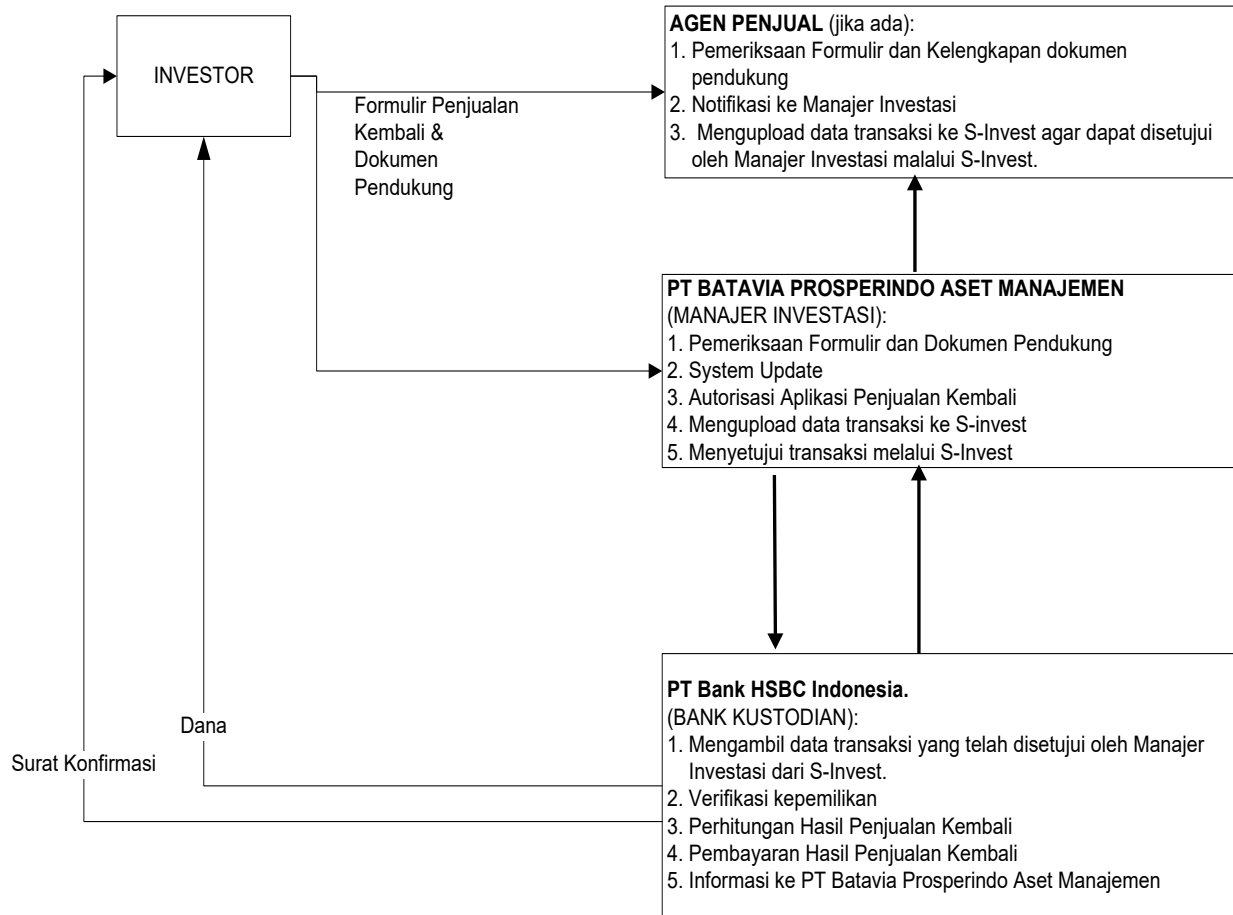 INVESTOR
Formulir Penjualan
Kembali &
Dokumen
Pendukung
AGEN PENJUAL (jika ada):
1. Pemeriksaan Formulir dan Kelengkapan dokumen
pendukung
2. Notifikasi ke Manajer Investasi
3. Mengupload data transaksi ke S-Invest agar dapat disetujui
oleh Manajer Investasi malalui S-Invest.
PT BATAVIA PROSPERINDO ASET MANAJEMEN
(MANAJER INVESTASI):
1. Pemeriksaan Formulir dan Dokumen Pendukung
2. System Update
3. Autorisasi Aplikasi Penjualan Kembali
4. Mengupload data transaksi ke S-invest
5. Menyetujui transaksi melalui S-Invest
Dana
Surat Konfirmasi
PT Bank HSBC Indonesia.
(BANK KUSTODIAN):
1. Mengambil data transaksi yang telah disetujui oleh Manajer
Investasi dari S-Invest.
2. Verifikasi kepemilikan
3. Perhitungan Hasil Penjualan Kembali
4. Pembayaran Hasil Penjualan Kembali
5. Informasi ke PT Batavia Prosperindo Aset Manajemen